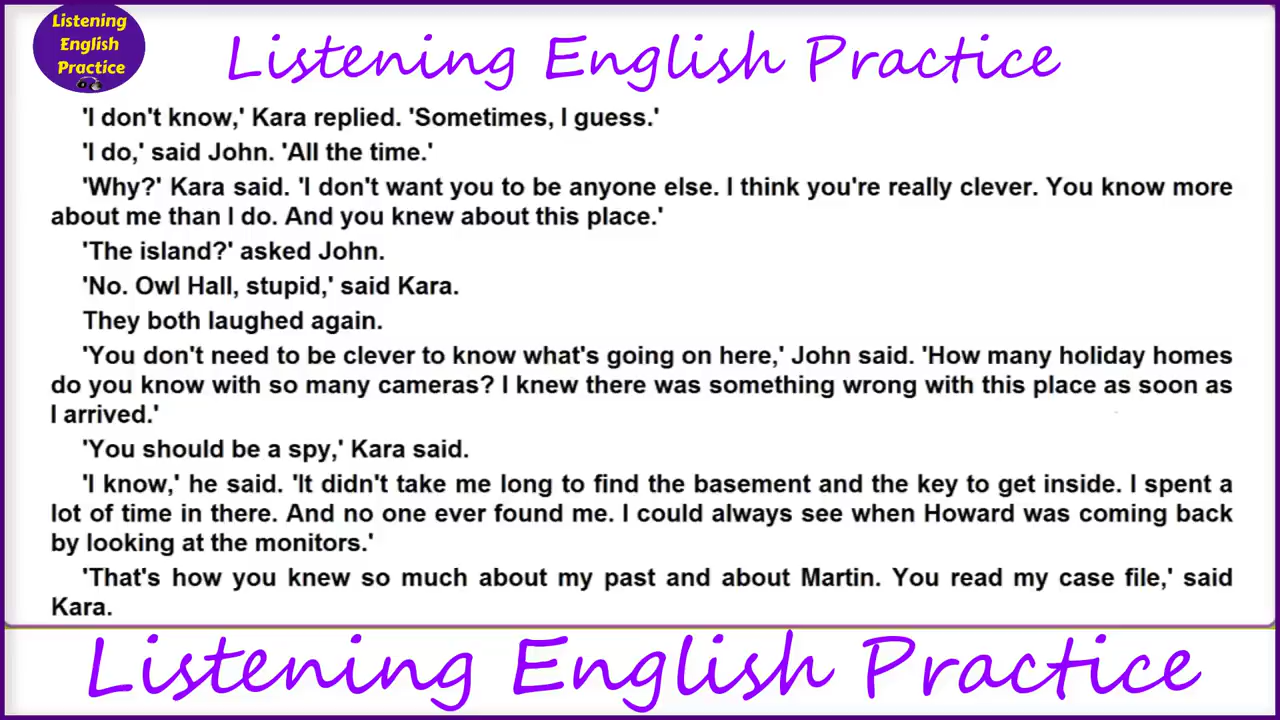 Listening
English
Practice
Listening English Practice
'I don't know,' Kara replied. 'Sometimes, I guess.'
'I do,' said John. 'All the time.'
'Why?' Kara said. 'I don't want you to be anyone else. I think you're really clever. You know more
about me than I do. And you knew about this place.'
'The island?' asked John.
'No. Owl Hall, stupid,' said Kara.
They both laughed again.
'You don't need to be clever to know what's going on here,' John said. 'How many holiday homes
do you know with so many cameras? I knew there was something wrong with this place as soon as
I arrived.'
'You should be a spy,' Kara said.
'I know,' he said. 'It didn't take me long to find the basement and the key to get inside. I spent a
lot of time in there. And no one ever found me. I could always see when Howard was coming back
by looking at the monitors.'
'That's how you knew so much about my past and about Martin. You read my case file,' said
Kara.
Listening English Practice